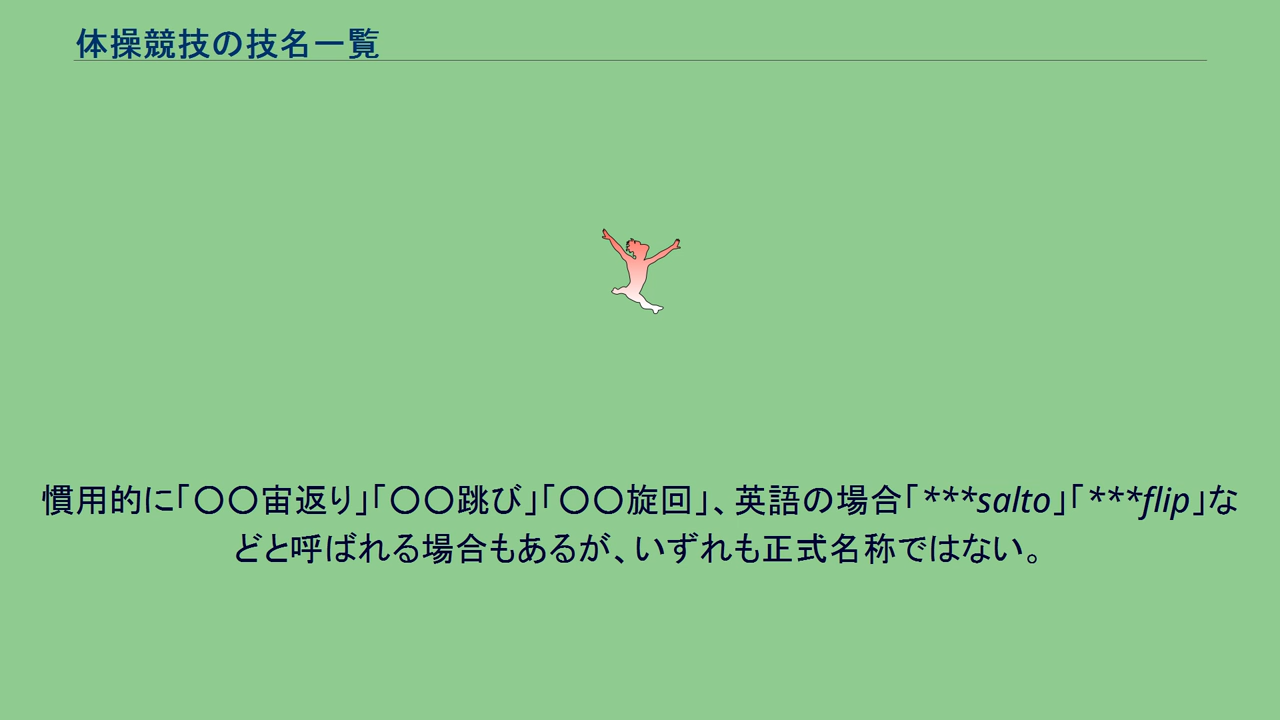 体操競技の技名一覧
慣用的に「〇〇宙返り」「〇〇跳び」「〇〇旋回」、英語の場合「***salto」「***flip」な
どと呼ばれる場合もあるが、いずれも正式名称ではない。